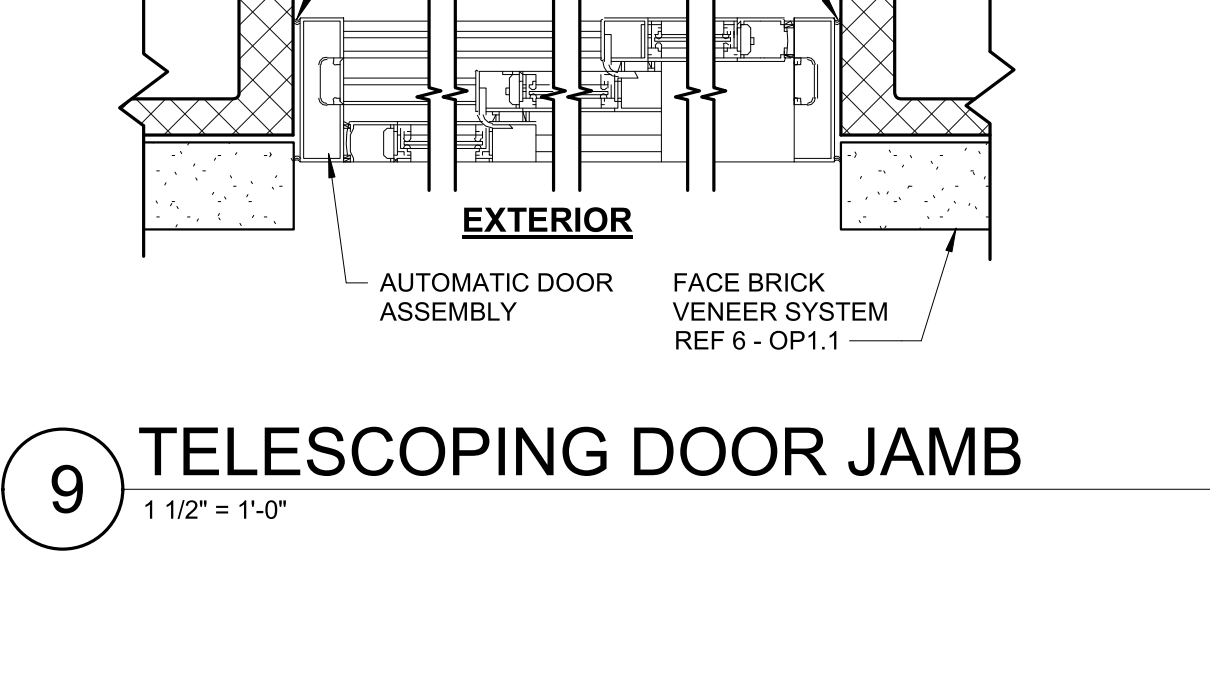 EXTERIOR
AUTOMATIC DOOR
ASSEMBLY
FACE BRICK
VENEER SYSTEM
REF 6 - OP1.1
9
TELESCOPING DOOR JAMB
1 1/2" = 1'-0"